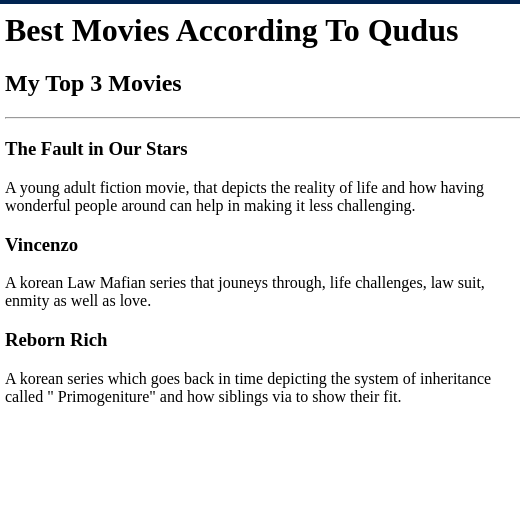 Best Movies According To Qudus
My Top 3 Movies
The Fault in Our Stars
A young adult fiction movie, that depicts the reality of life and how having
wonderful people around can help in making it less challenging.
Vincenzo
A korean Law Mafian series that jouneys through, life challenges, law suit,
enmity as well as love.
Reborn Rich
A korean series which goes back in time depicting the system of inheritance
called " Primogeniture" and how siblings via to show their fit.